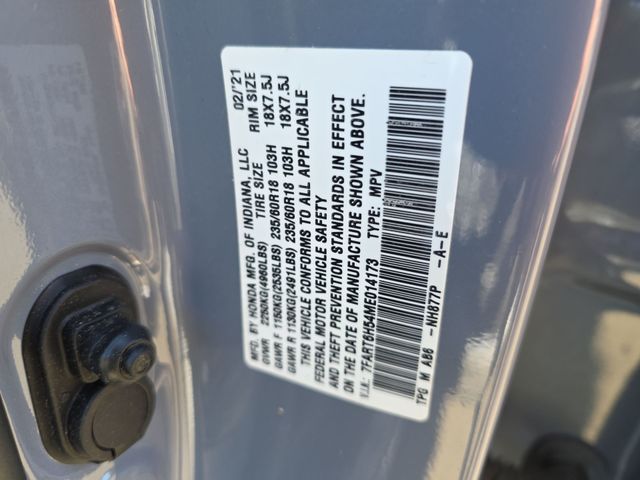 MFD. BY HONDA MFG. OF INDIANA, LLC 02/'21
GVWR 2250KG(4960LBS) TIRE SIZE RIM SIZE
GAWR F 1150KG(2535LBS) 235/60R18 103H 18X7.5J
GAWR R 1130KG(2491LBS) 235/60R18 103H 18X7.5J
THIS VEHICLE CONFORMS TO ALL APPLICABLE
FEDERAL MOTOR VEHICLE SAFETY
AND THEFT PREVENTION STANDARDS IN EFFECT
ON THE DATE OF MANUFACTURE SHOWN ABOVE.
V.I.N.: 7FART6H54ME014173 TYPE: MPV
TPG M AB6 -NH877P -A-E